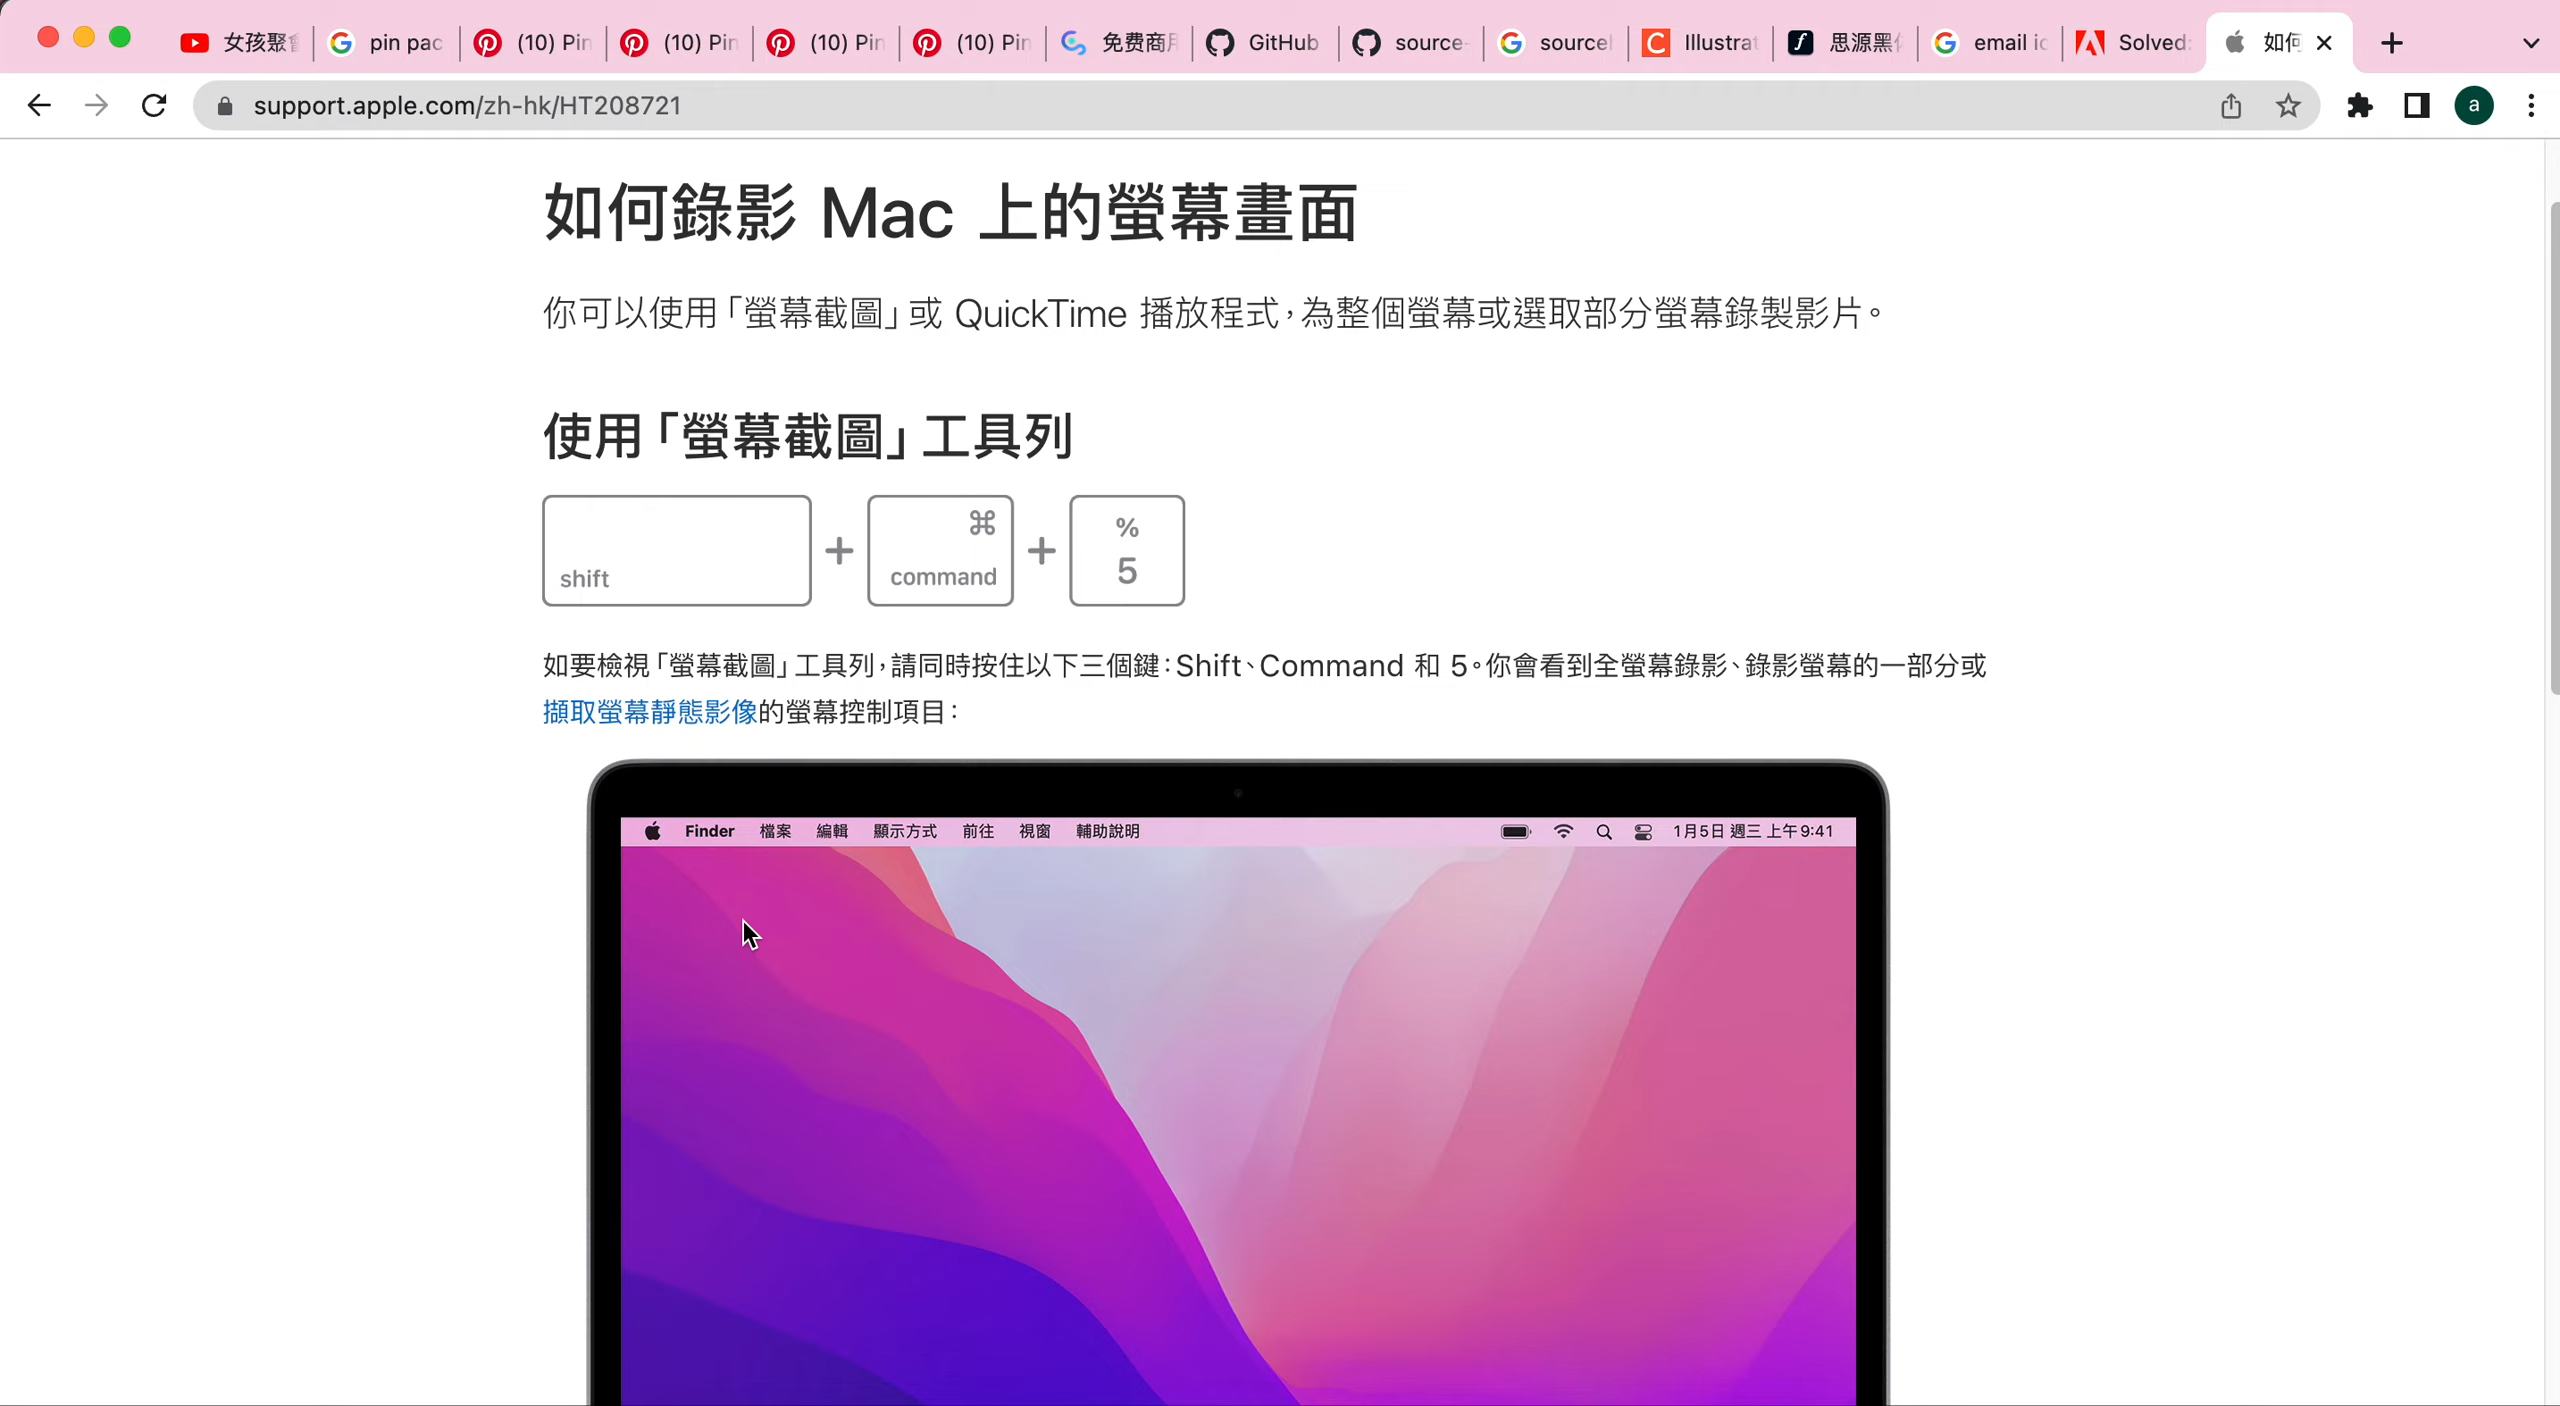 女孩聚會
pin pac
(10) Pin
(10) Pin
(10) Pin
(10) Pin
免费商用
GitHub
source-
sourceh
Illustrat
思源黑体
email ic
Solved:
如何
support.apple.com/zh-hk/HT208721
a
如何錄影 Mac 上的螢幕畫面
你可以使用「螢幕截圖」或 QuickTime 播放程式，為整個螢幕或選取部分螢幕錄製影片。
使用「螢幕截圖」工具列
shift + ⌘ command + % 5
如要檢視「螢幕截圖」工具列，請同時按住以下三個鍵：Shift、Command 和 5。你會看到全螢幕錄影、錄影螢幕的一部分或
擷取螢幕靜態影像的螢幕控制項目：
Finder 檔案 編輯 顯示方式 前往 視窗 輔助說明 1月5日 週三 上午9:41